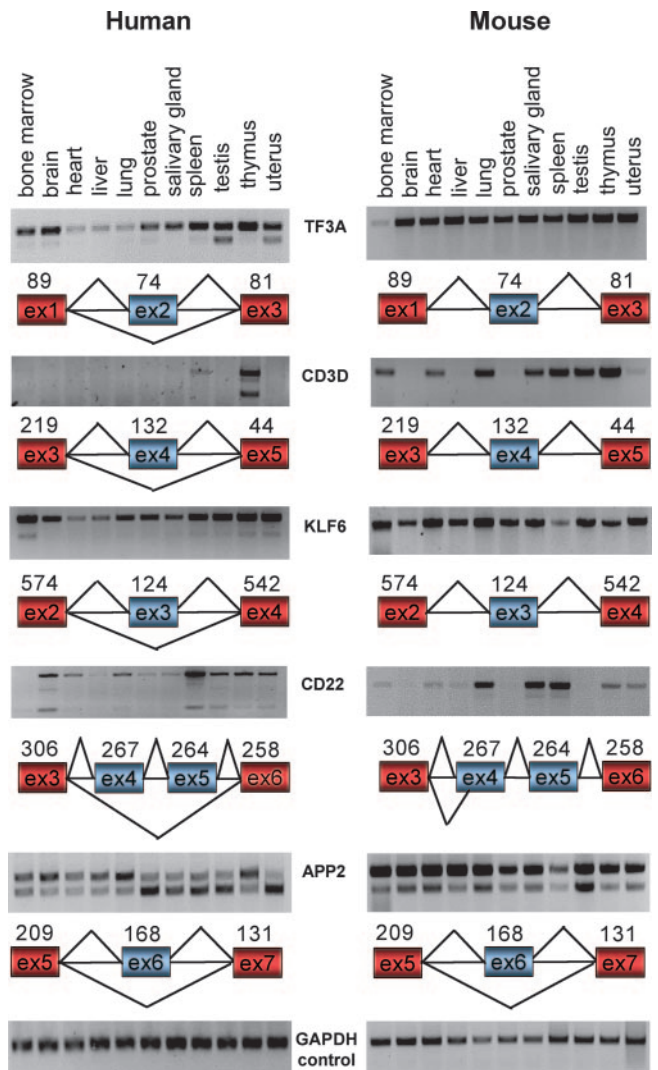 Human Mouse
bone marrow
brain
heart
liver
lung
prostate
salivary gland
spleen
testis
thymus
uterus
bone marrow
brain
heart
liver
lung
prostate
salivary gland
spleen
testis
thymus
uterus
TF3A
89 74 81 89 74 81
ex1 ex2 ex3 ex1 ex2 ex3
CD3D
219 132 44 219 132 44
ex3 ex4 ex5 ex3 ex4 ex5
KLF6
574 124 542 574 124 542
ex2 ex3 ex4 ex2 ex3 ex4
CD22
306 267 264 258 306 267 264 258
ex3 ex4 ex5 ex6 ex3 ex4 ex5 ex6
APP2
209 168 131 209 168 131
ex5 ex6 ex7 ex5 ex6 ex7
GAPDH
control